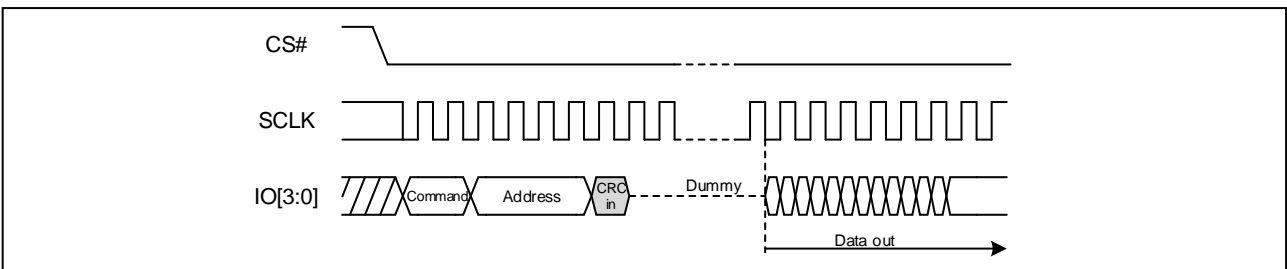 CS#
SCLK
IO[3:0]
Command
Address
CRC
in
Dummy
Data out